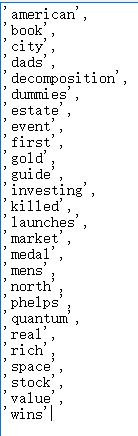 'american',
'book',
'city',
'dads',
'decomposition',
'dummies',
'estate',
'event',
'first',
'gold',
'guide',
'investing',
'killed',
'launches',
'market',
'medal',
'mens',
'north',
'phelps',
'quantum',
'real',
'rich',
'space',
'stock',
'value',
'wins'